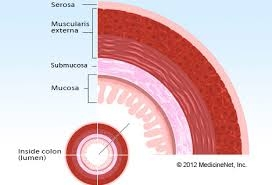 Serosa
Muscularis
externa
Submucosa
Mucosa
Inside colon
(lumen)
© 2012 MedicineNet, Inc.